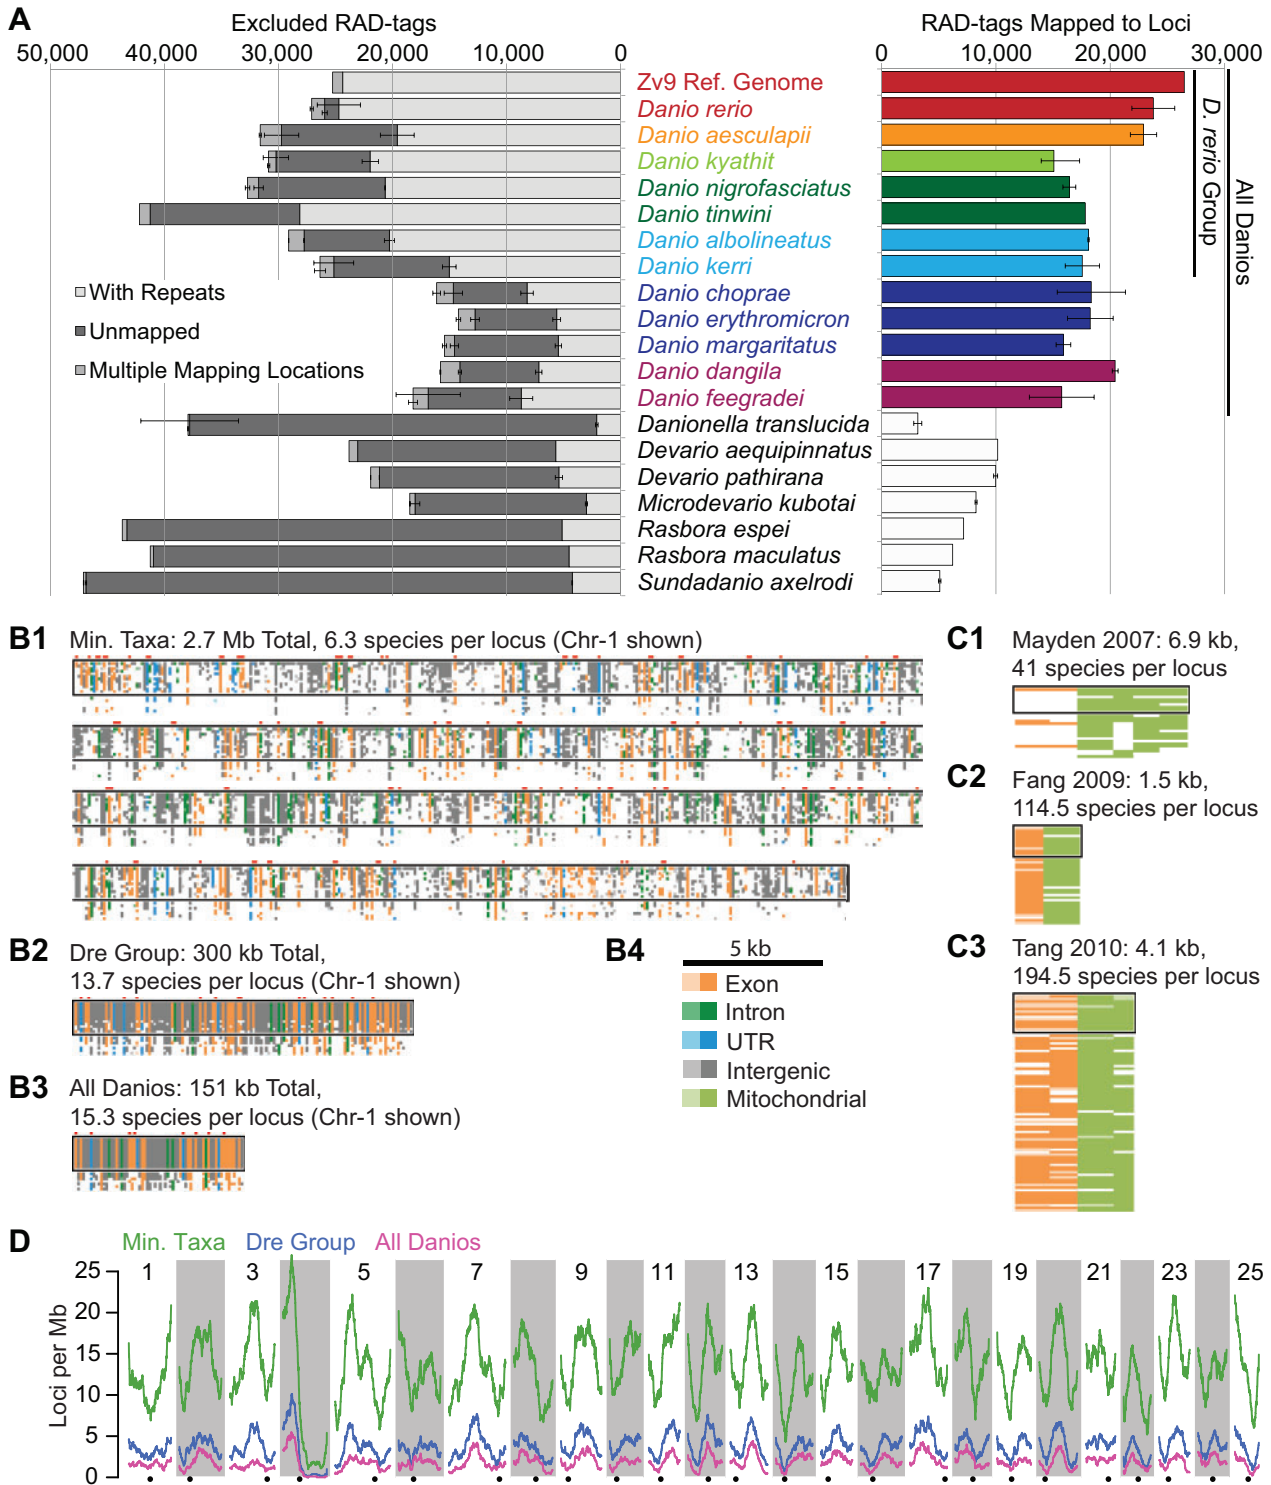 A
Excluded RAD-tags
RAD-tags Mapped to Loci
50,000 40,000 30,000 20,000 10,000 0
0 10,000 20,000 30,000
Zv9 Ref. Genome
Danio rerio
Danio aesculapii
Danio kyathit
Danio nigrofasciatus
Danio tinwini
Danio albolineatus
Danio kerri
Danio choprae
Danio erythromicron
Danio margaritatus
Danio dangila
Danio feegradei
Danionella translucida
Devario aequipinnatus
Devario pathirana
Microdevario kubotai
Rasbora espei
Rasbora maculatus
Sundadanio axelrodi
With Repeats
Unmapped
Multiple Mapping Locations
D. rerio Group
All Danios
B1 Min. Taxa: 2.7 Mb Total, 6.3 species per locus (Chr-1 shown)
B2 Dre Group: 300 kb Total,
13.7 species per locus (Chr-1 shown)
B3 All Danios: 151 kb Total,
15.3 species per locus (Chr-1 shown)
B4 5 kb
Exon
Intron
UTR
Intergenic
Mitochondrial
C1 Mayden 2007: 6.9 kb,
41 species per locus
C2 Fang 2009: 1.5 kb,
114.5 species per locus
C3 Tang 2010: 4.1 kb,
194.5 species per locus
D Min. Taxa Dre Group All Danios
Loci per Mb
25
20
15
10
5
0
1 3 5 7 9 11 13 15 17 19 21 23 25